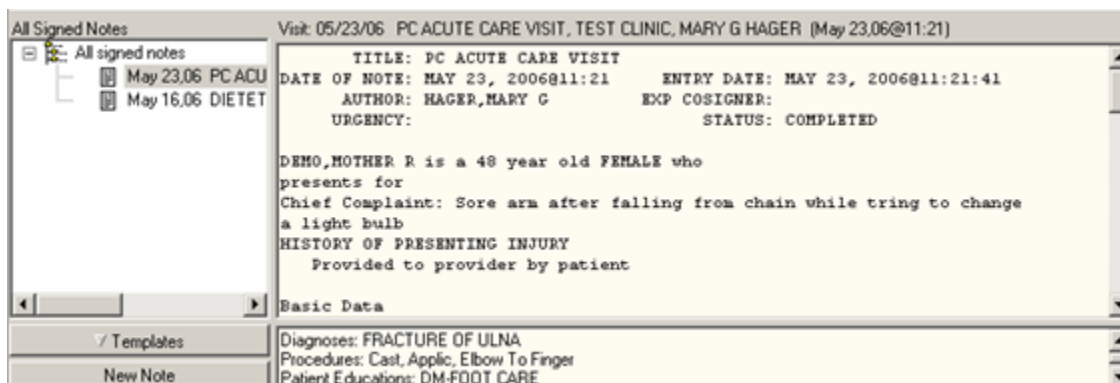 All Signed Notes
All signed notes
May 23,06 PC ACU
May 16,06 DIETET
Templates
New Note
Visit: 05/23/06 PC ACUTE CARE VISIT, TEST CLINIC, MARY G HAGER (May 23,06@11:21)
TITLE: PC ACUTE CARE VISIT
DATE OF NOTE: MAY 23, 2006@11:21 ENTRY DATE: MAY 23, 2006@11:21:41
AUTHOR: HAGER,MARY G EXP COSIGNER:
URGENCY: STATUS: COMPLETED
DEMO,MOTHER R is a 48 year old FEMALE who
presents for
Chief Complaint: Sore arm after falling from chain while tring to change
a light bulb
HISTORY OF PRESENTING INJURY
Provided to provider by patient
Basic Data
Diagnoses: FRACTURE OF ULNA
Procedures: Cast, Applic, Elbow To Finger
Patient Educations: DM-FOOT CARE